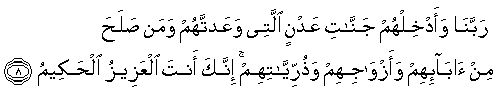 رَبَّنَا وَأَدْخِلْهُمْ جَنَّـٰتِ عَدْنٍ ٱلَّتِى وَعَدتَّهُمْ وَمَن صَلَحَ
مِنْ ءَابَآئِهِمْ وَأَزْوَٰجِهِمْ وَذُرِّيَّـٰتِهِمْ ۚ إِنَّكَ أَنتَ ٱلْعَزِيزُ ٱلْحَكِيمُ ۝٨